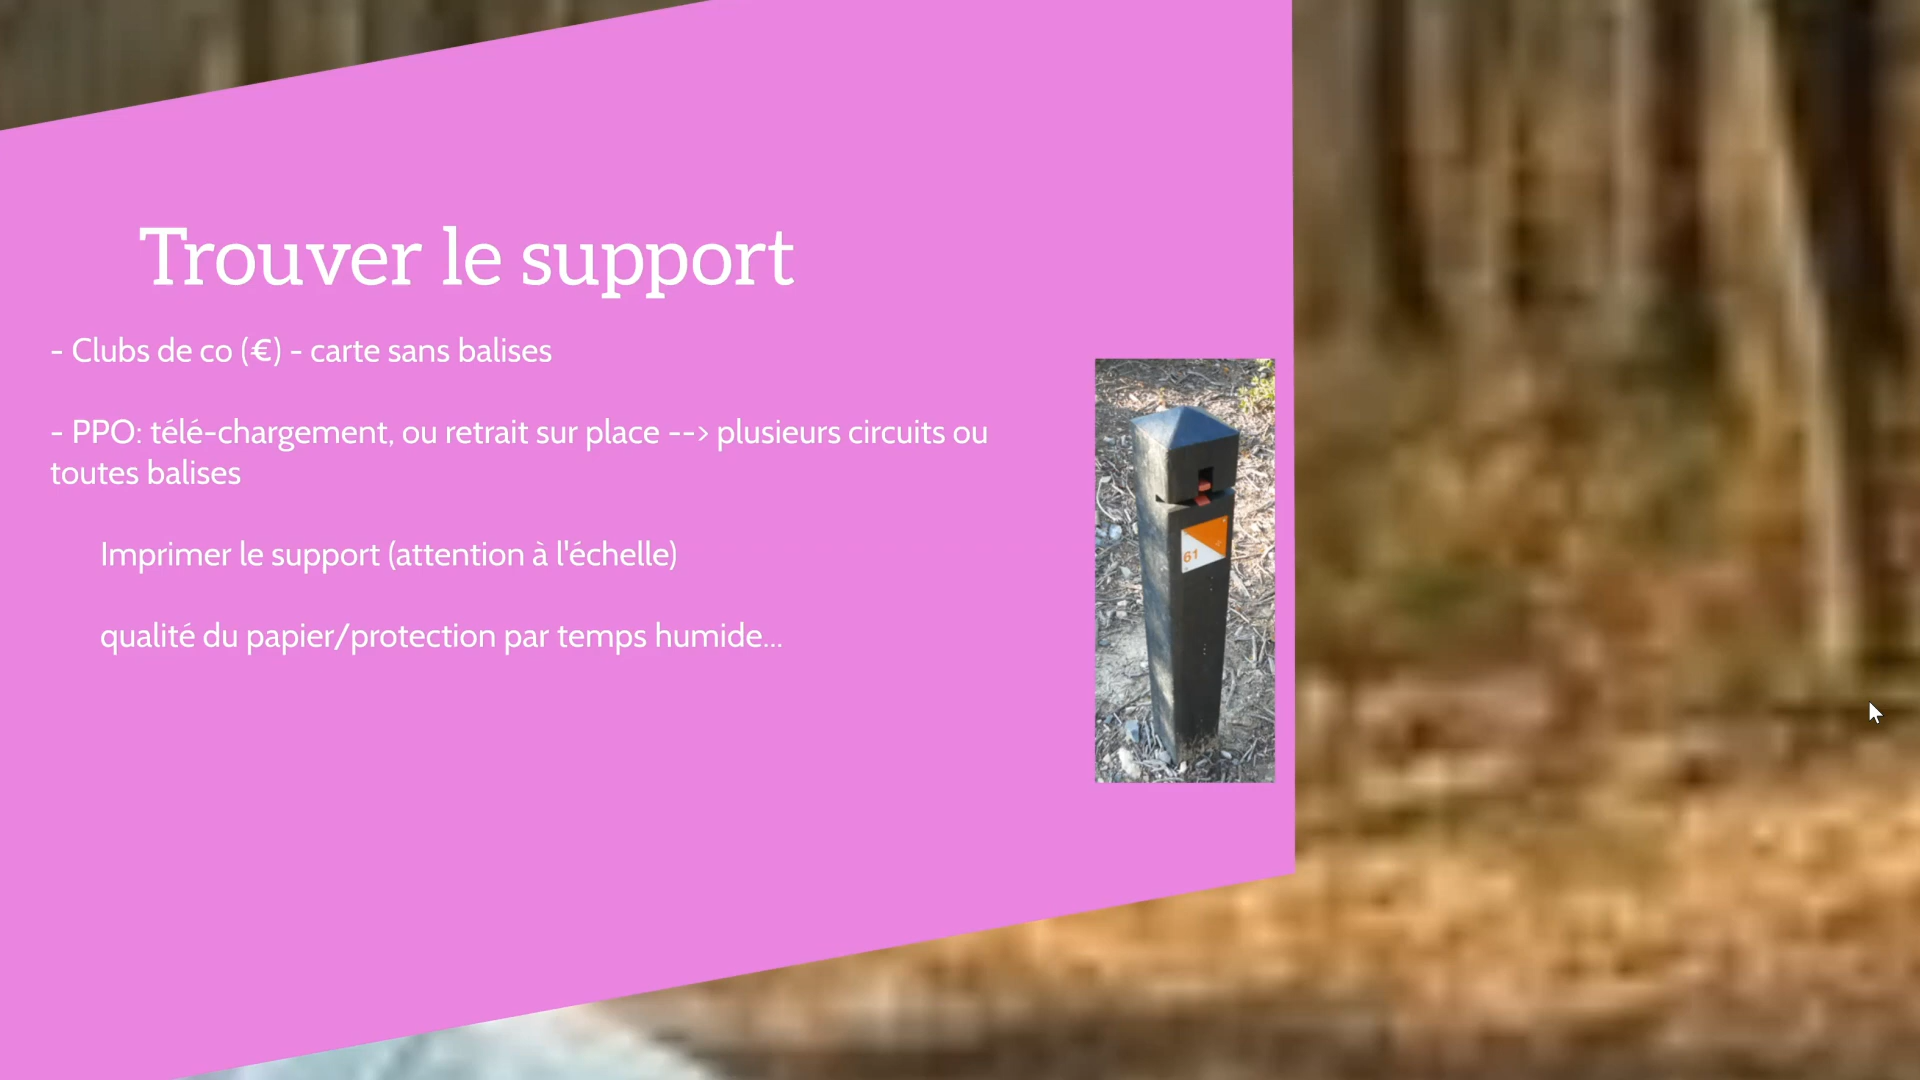 Trouver le support
- Clubs de co (€) - carte sans balises
- PPO: télé-chargement, ou retrait sur place --> plusieurs circuits ou
toutes balises
Imprimer le support (attention à l'échelle)
qualité du papier/protection par temps humide...
61